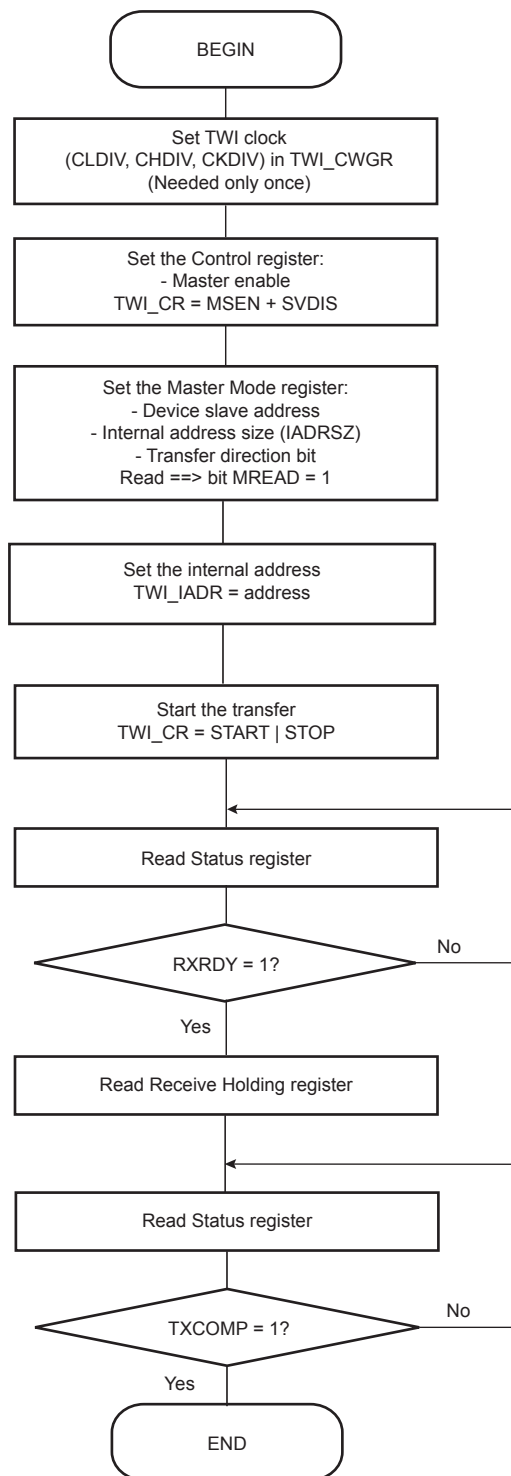 BEGIN
Set TWI clock
(CLDIV, CHDIV, CKDIV) in TWI_CWGR
(Needed only once)
Set the Control register:
- Master enable
TWI_CR = MSEN + SVDIS
Set the Master Mode register:
- Device slave address
- Internal address size (IADRSZ)
- Transfer direction bit
Read ==> bit MREAD = 1
Set the internal address
TWI_IADR = address
Start the transfer
TWI_CR = START | STOP
Read Status register
RXRDY = 1?
No
Yes
Read Receive Holding register
Read Status register
TXCOMP = 1?
No
Yes
END